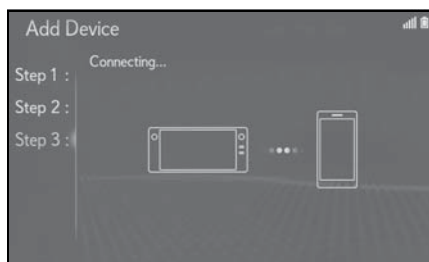 Add Device
Connecting...
Step 1 :
Step 2 :
Step 3 :